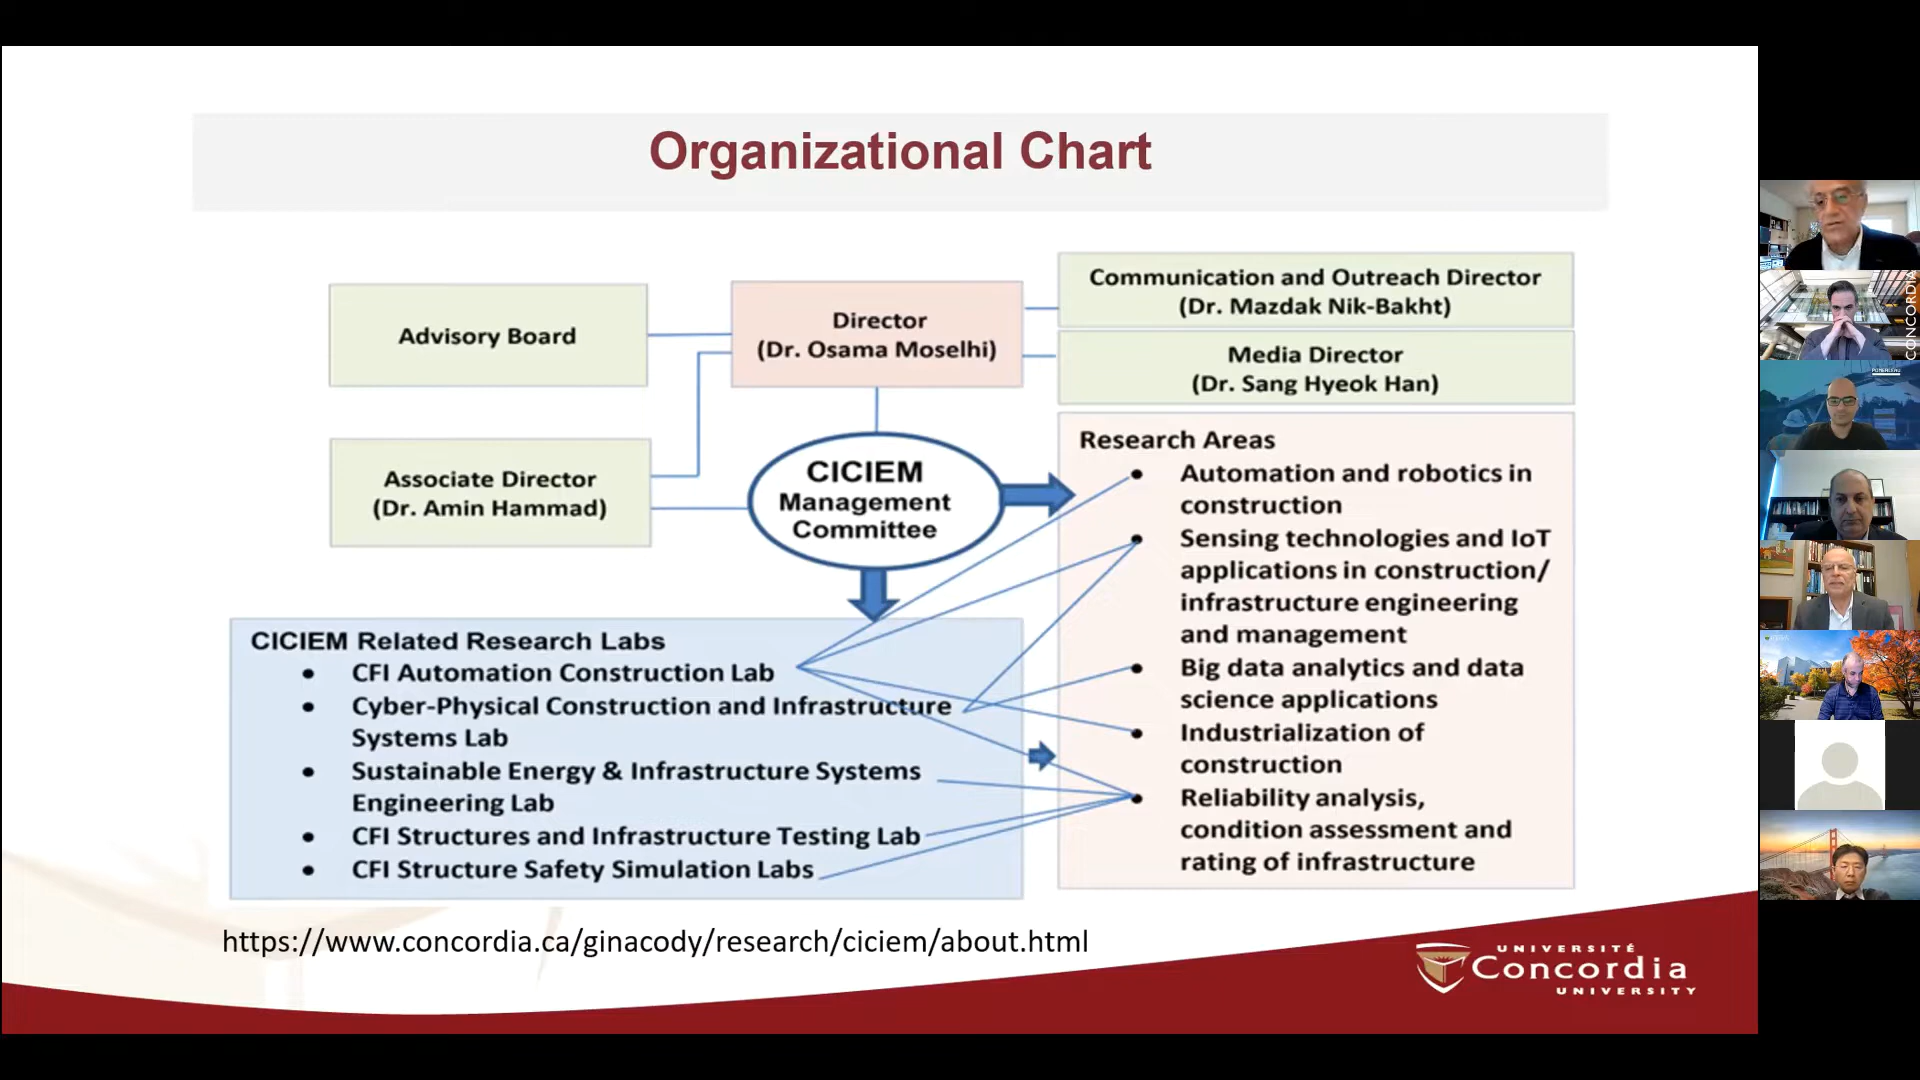 Organizational Chart
Advisory Board
Director
(Dr. Osama Moselhi)
Communication and Outreach Director
(Dr. Mazdak Nik-Bakht)
Media Director
(Dr. Sang Hyeok Han)
Associate Director
(Dr. Amin Hammad)
CICIEM
Management
Committee
Research Areas
• Automation and robotics in
construction
• Sensing technologies and IoT
applications in construction/
infrastructure engineering
and management
• Big data analytics and data
science applications
• Industrialization of
construction
• Reliability analysis,
condition assessment and
rating of infrastructure
CICIEM Related Research Labs
• CFI Automation Construction Lab
• Cyber-Physical Construction and Infrastructure
Systems Lab
• Sustainable Energy & Infrastructure Systems
Engineering Lab
• CFI Structures and Infrastructure Testing Lab
• CFI Structure Safety Simulation Labs
https://www.concordia.ca/ginacody/research/ciciem/about.html
UNIVERSITÉ
Concordia
UNIVERSITY
CONCORDIA
POMERLEAU